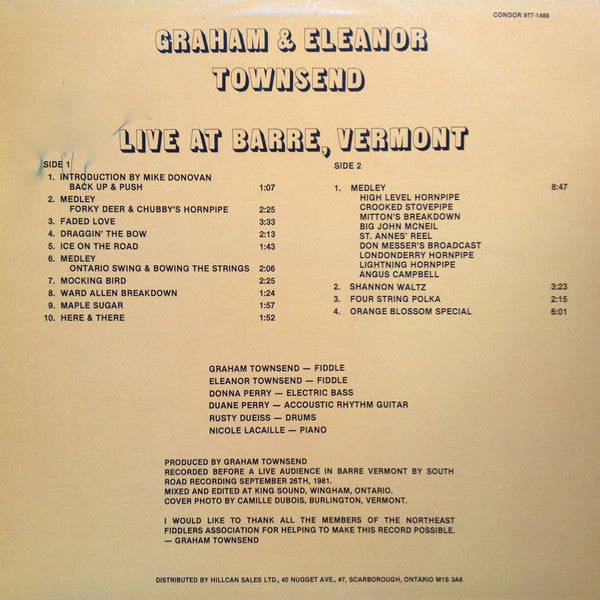 CONDOR 977-1489
GRAHAM & ELEANOR
TOWNSEND
LIVE AT BARRE, VERMONT
SIDE 1
1. INTRODUCTION BY MIKE DONOVAN
BACK UP & PUSH 1:07
2. MEDLEY
FORKY DEER & CHUBBY'S HORNPIPE 2:25
3. FADED LOVE 3:33
4. DRAGGIN' THE BOW 2:13
5. ICE ON THE ROAD 1:43
6. MEDLEY
ONTARIO SWING & BOWING THE STRINGS 2:06
7. MOCKING BIRD 2:25
8. WARD ALLEN BREAKDOWN 1:24
9. MAPLE SUGAR 1:57
10. HERE & THERE 1:52
SIDE 2
1. MEDLEY 8:47
HIGH LEVEL HORNPIPE
CROOKED STOVEPIPE
MITTON'S BREAKDOWN
BIG JOHN MCNEIL
ST. ANNES' REEL
DON MESSER'S BROADCAST
LONDONDERRY HORNPIPE
LIGHTNING HORNPIPE
ANGUS CAMPBELL
2. SHANNON WALTZ 3:23
3. FOUR STRING POLKA 2:15
4. ORANGE BLOSSOM SPECIAL 6:01
GRAHAM TOWNSEND — FIDDLE
ELEANOR TOWNSEND — FIDDLE
DONNA PERRY — ELECTRIC BASS
DUANE PERRY — ACCOUSTIC RHYTHM GUITAR
RUSTY DUEISS — DRUMS
NICOLE LACAILLE — PIANO
PRODUCED BY GRAHAM TOWNSEND
RECORDED BEFORE A LIVE AUDIENCE IN BARRE VERMONT BY SOUTH
ROAD RECORDING SEPTEMBER 26TH, 1981.
MIXED AND EDITED AT KING SOUND, WINGHAM, ONTARIO.
COVER PHOTO BY CAMILLE DUBOIS, BURLINGTON, VERMONT.
I WOULD LIKE TO THANK ALL THE MEMBERS OF THE NORTHEAST
FIDDLERS ASSOCIATION FOR HELPING TO MAKE THIS RECORD POSSIBLE.
— GRAHAM TOWNSEND
DISTRIBUTED BY HILLCAN SALES LTD., 40 NUGGET AVE., #7, SCARBOROUGH, ONTARIO M1S 3A8